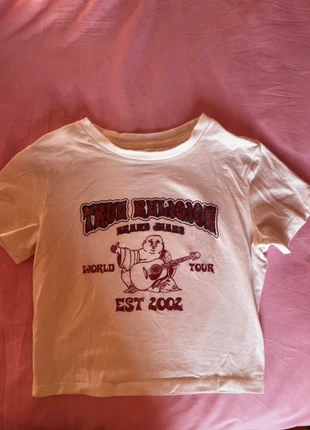 TRUE RELIGION
BRAND JEANS
WORLD TOUR
EST 2002